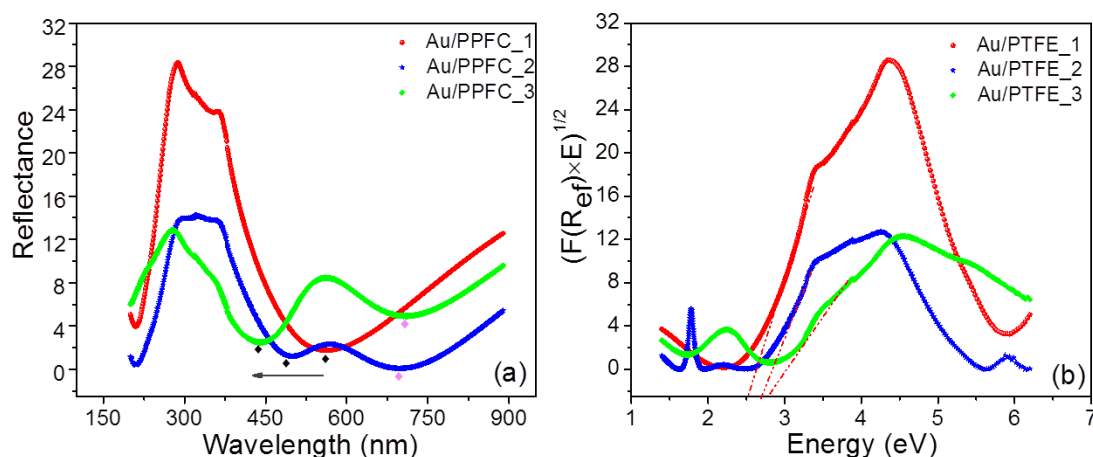 Reflectance
32
28
24
20
16
12
8
4
0
Au/PPFC_1
Au/PPFC_2
Au/PPFC_3
(a)
150 300 450 600 750 900
Wavelength (nm)
(F(Ref)×E)1/2
32
28
24
20
16
12
8
4
0
Au/PTFE_1
Au/PTFE_2
Au/PTFE_3
(b)
1 2 3 4 5 6 7
Energy (eV)